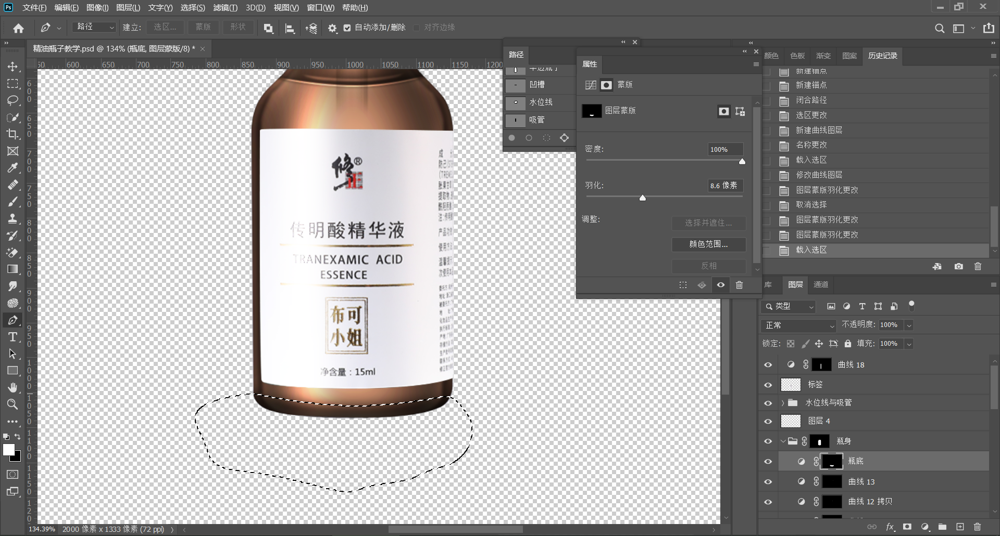 文件(F) 编辑(E) 图像(I) 图层(L) 文字(Y) 选择(S) 滤镜(T) 3D(D) 视图(V) 窗口(W) 帮助(H)
路径 建立: 选区... 蒙版 形状 自动添加/删除 对齐边缘
精油瓶子教学.psd @ 134% (瓶底, 图层蒙版/8) *
50 600 650 700 750 800 850 900 950 1000 1050 1100 1150 1200
路径
凹槽
水位线
吸管
属性
蒙版
图层蒙版
密度: 100%
羽化: 8.6 像素
调整: 选择并遮住...
颜色范围...
反相
颜色 色板 渐变 图案 历史记录
新建锚点
新建锚点
闭合路径
选区更改
新建曲线图层
名称更改
载入选区
修改曲线图层
图层蒙版羽化更改
取消选择
图层蒙版羽化更改
图层蒙版羽化更改
载入选区
库 图层 通道
类型
正常 不透明度: 100%
锁定: 填充: 100%
曲线 18
标签
水位线与吸管
图层 4
瓶身
瓶底
曲线 13
曲线 12 拷贝
修®
传明酸精华液
TRANEXAMIC ACID
ESSENCE
布可
小姐
净含量：15ml
134.39% 2000 像素 x 1333 像素 (72 ppi)